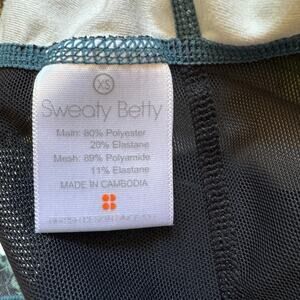 XS
Sweaty Betty
Main: 80% Polyester
20% Elastane
Mesh: 89% Polyamide
11% Elastane
MADE IN CAMBODIA